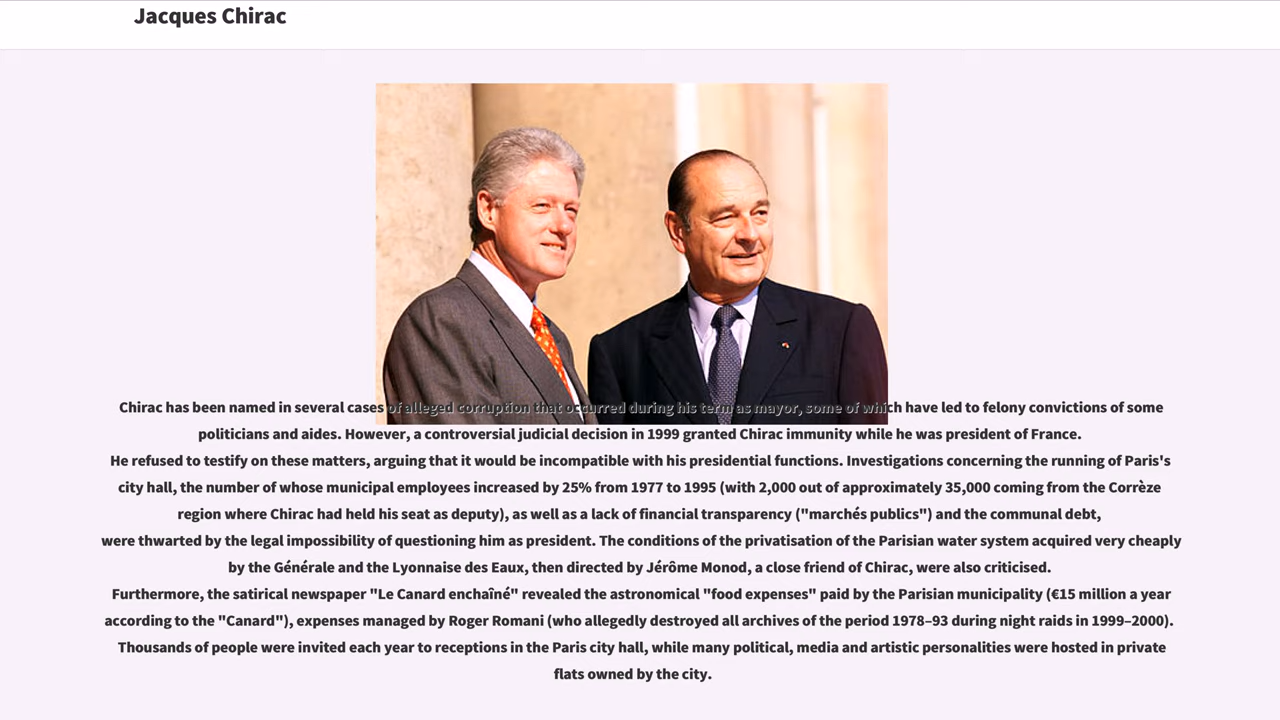 Jacques Chirac
Chirac has been named in several cases of alleged corruption that occurred during his term as mayor, some of which have led to felony convictions of some
politicians and aides. However, a controversial judicial decision in 1999 granted Chirac immunity while he was president of France.
He refused to testify on these matters, arguing that it would be incompatible with his presidential functions. Investigations concerning the running of Paris's
city hall, the number of whose municipal employees increased by 25% from 1977 to 1995 (with 2,000 out of approximately 35,000 coming from the Corrèze
region where Chirac had held his seat as deputy), as well as a lack of financial transparency ("marchés publics") and the communal debt,
were thwarted by the legal impossibility of questioning him as president. The conditions of the privatisation of the Parisian water system acquired very cheaply
by the Générale and the Lyonnaise des Eaux, then directed by Jérôme Monod, a close friend of Chirac, were also criticised.
Furthermore, the satirical newspaper "Le Canard enchaîné" revealed the astronomical "food expenses" paid by the Parisian municipality (€15 million a year
according to the "Canard"), expenses managed by Roger Romani (who allegedly destroyed all archives of the period 1978–93 during night raids in 1999–2000).
Thousands of people were invited each year to receptions in the Paris city hall, while many political, media and artistic personalities were hosted in private
flats owned by the city.